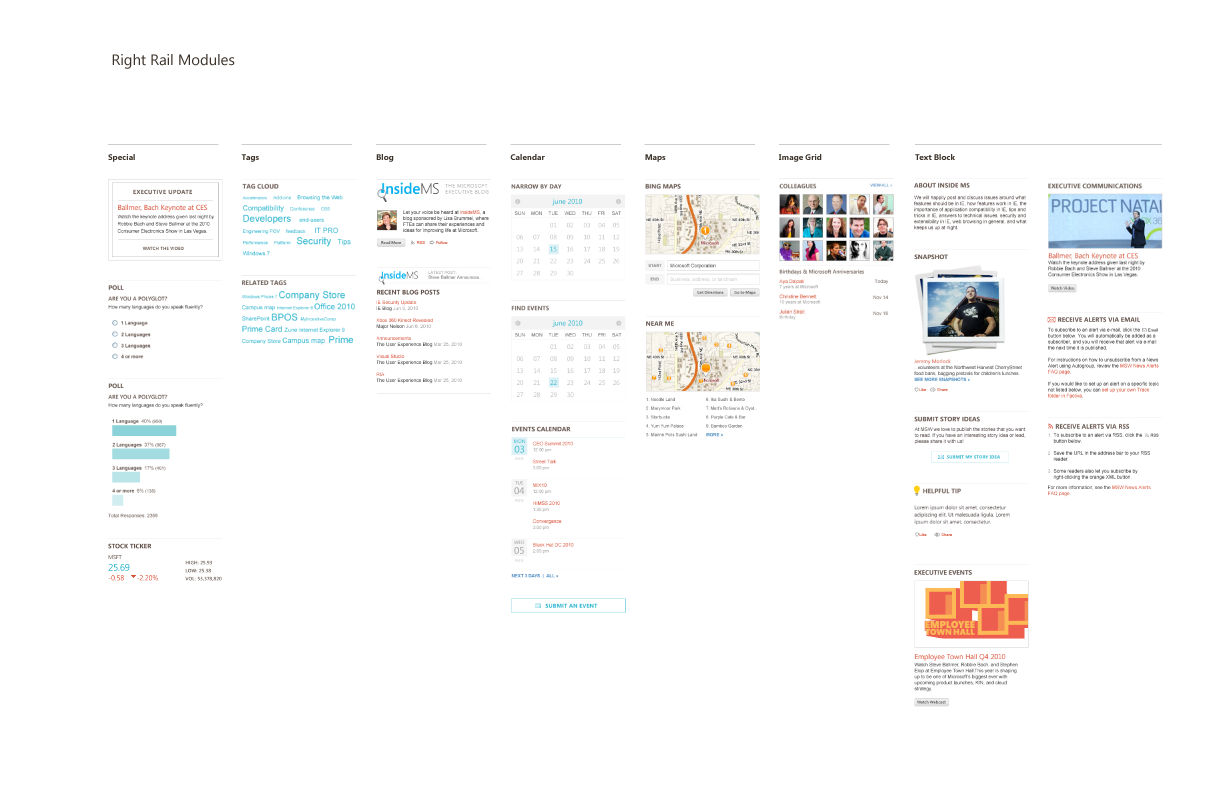 Right Rail Modules
Special
EXECUTIVE UPDATE
Ballmer, Bach Keynote at CES
Watch the keynote address given last night by
Robbie Bach and Steve Ballmer at the 2010
Consumer Electronics Show in Las Vegas.
WATCH THE VIDEO
POLL
ARE YOU A POLYGLOT?
How many languages do you speak fluently?
1 Language
2 Languages
3 Languages
4 or more
POLL
ARE YOU A POLYGLOT?
How many languages do you speak fluently?
1 Language 40%
2 Languages 37% (867)
3 Languages 17% (401)
4 or more 6%
Total Responses: 2369
STOCK TICKER
MSFT
25.69
-0.58 -2.20%
HIGH: 25.93
LOW: 25.38
VOL: 53,378,820
Tags
TAG CLOUD
Accelerators Add-ons Browsing the Web
Compatibility Conference CSS
Developers end-users
Engineering POV feedback IT PRO
Performance Platform Security Tips
Windows 7
RELATED TAGS
Windows Phone 7 Company Store
Campus map Internet Explorer 9 Office 2010
SharePoint BPOS
Prime Card Zune Internet Explorer 9
Company Store Campus map Prime
Blog
InsideMS THE MICROSOFT
EXECUTIVE BLOG
Let your voice be heard at InsideMS, a
blog sponsored by Lisa Brummel, where
FTEs can share their experiences and
ideas for improving life at Microsoft.
Read More RSS Follow
InsideMS LATEST POST:
Steve Ballmer Announce...
RECENT BLOG POSTS
IE Security Update
IE Blog Jun 9, 2010
Xbox 360 Kinect Revealed
Major Nelson Jun 6, 2010
Announcements
The User Experience Blog Mar 25, 2010
Visual Studio
The User Experience Blog Mar 25, 2010
RIA
The User Experience Blog Mar 25, 2010
Calendar
NARROW BY DAY
june 2010
SUN MON TUE WED THU FRI SAT
01 02 03 04 05
06 07 08 09 10 11 12
13 14 15 16 17 18 19
20 21 22 23 24 25 26
27 28 29 30
FIND EVENTS
june 2010
SUN MON TUE WED THU FRI SAT
01 02 03 04 05
06 07 08 09 10 11 12
13 14 15 16 17 18 19
20 21 22 23 24 25 26
27 28 29 30
EVENTS CALENDAR
MON
03
CEO Summit 2010
12:00 pm
Street Talk
3:00 pm
TUE
04
MIX10
12:00 pm
HIMSS 2010
1:30 pm
Convergence
3:30 pm
WED
05
Black Hat DC 2010
2:00 pm
NEXT 3 DAYS | ALL »
SUBMIT AN EVENT
Maps
BING MAPS
Microsoft
START Microsoft Corporation
END Business, address, or landmark
Get Directions Go to Maps
NEAR ME
Microsoft
1. Noodle Land
2. Marymoor Park
3. Starbucks
4. Yum Yum Palace
5. Marine Pork Sushi Land
6. Isla Sushi & Bento
7. Matt's Rotisserie & Oyst
8. Purple Cafe & Bar
9. Bamboo Garden
MORE »
Image Grid
COLLEAGUES VIEW ALL »
Birthdays & Microsoft Anniversaries
Aya Dalpati Today
7 years at Microsoft
Christine Bennett Nov 14
10 years at Microsoft
Julian Soto Nov 16
Birthday
Text Block
ABOUT INSIDE MS
We will happily post and discuss issues around what
features should be in IE, how features work in IE, the
importance of application compatibility in IE, tips and
tricks in IE, answers to technical issues, security and
extensibility in IE, web browsing in general, and what
keeps us up at night.
SNAPSHOT
Jeremy Matlock
Volunteers at the Northwest Harvest CherryStreet
food bank, bagging pretzels for children's lunches.
SEE MORE SNAPSHOTS »
Like Share
SUBMIT STORY IDEAS
At MSW we love to publish the stories that you want
to read. If you have an interesting story idea or lead,
please share it with us!
SUBMIT MY STORY IDEA
HELPFUL TIP
Lorem ipsum dolor sit amet, consectetur
adipiscing elit. Ut malesuada ligula. Lorem
ipsum dolor sit amet, consectetur.
Like Share
EXECUTIVE EVENTS
EMPLOYEE
TOWN HALL
Employee Town Hall Q4 2010
Watch Steve Ballmer, Robbie Bach, and Stephen
Elop at Employee Town Hall! This year is shaping
up to be one of Microsoft's biggest ever with
upcoming product launches, KIN, and cloud
strategy.
Watch Webcast
EXECUTIVE COMMUNICATIONS
PROJECT NATAL
Ballmer, Bach Keynote at CES
Watch the keynote address given last night by
Robbie Bach and Steve Ballmer at the 2010
Consumer Electronics Show in Las Vegas.
Watch Video
RECEIVE ALERTS VIA EMAIL
To subscribe to an alert via e-mail, click the Email
button below. You will automatically be added as a
subscriber, and you will receive that alert via e-mail
the next time it is published.
For instructions on how to unsubscribe from a News
Alert using Autogroup, review the MSW News Alerts
FAQ page.
If you would like to set up an alert on a specific topic
not listed below, you can set up your own Track
folder in Factiva.
RECEIVE ALERTS VIA RSS
1 To subscribe to an alert via RSS, click the RSS
button below.
2 Save the URL in the address bar to your RSS
reader.
3 Some readers also let you subscribe by
right-clicking the orange XML button.
For more information, see the MSW News Alerts
FAQ page.